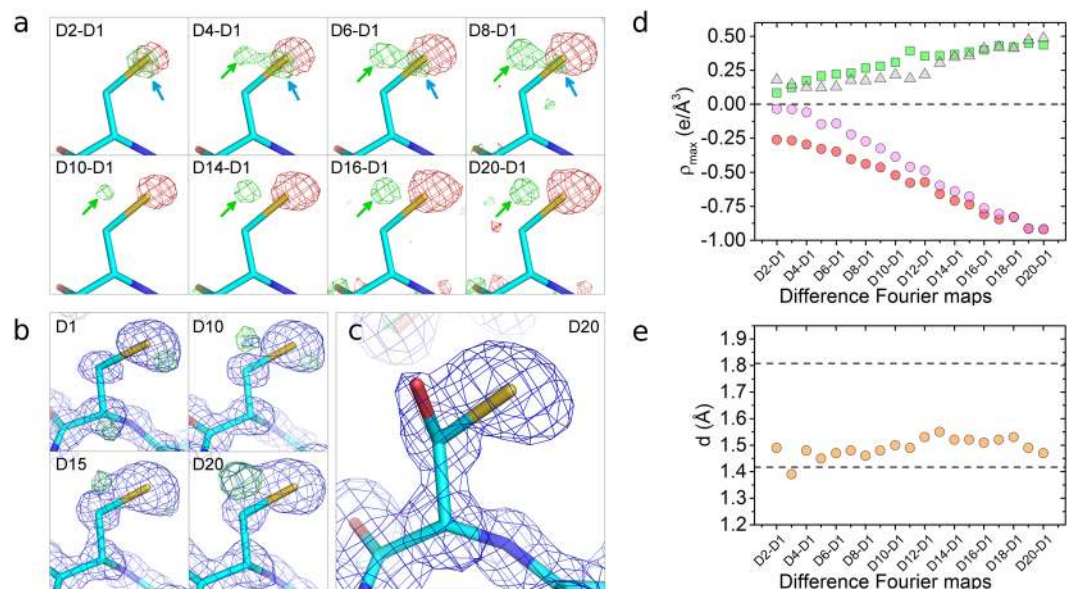 a
D2-D1
D4-D1
D6-D1
D8-D1
D10-D1
D14-D1
D16-D1
D20-D1
b
D1
D10
D15
D20
c
D20
d
ρmax (e/Å³)
0.50
0.25
0.00
-0.25
-0.50
-0.75
-1.00
D2-D1
D4-D1
D6-D1
D8-D1
D10-D1
D12-D1
D14-D1
D16-D1
D18-D1
D20-D1
Difference Fourier maps
e
d (Å)
1.9
1.8
1.7
1.6
1.5
1.4
1.3
1.2
D2-D1
D4-D1
D6-D1
D8-D1
D10-D1
D12-D1
D14-D1
D16-D1
D18-D1
D20-D1
Difference Fourier maps